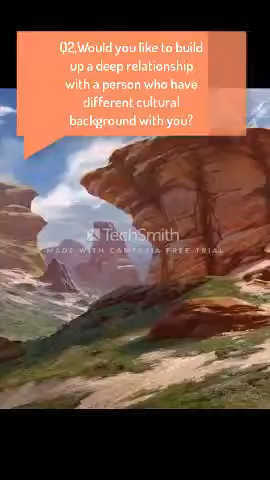 Q2,Would you like to build
up a deep relationship
with a person who have
different cultural
background with you?
TechSmith
MADE WITH CAMTASIA FREE TRIAL